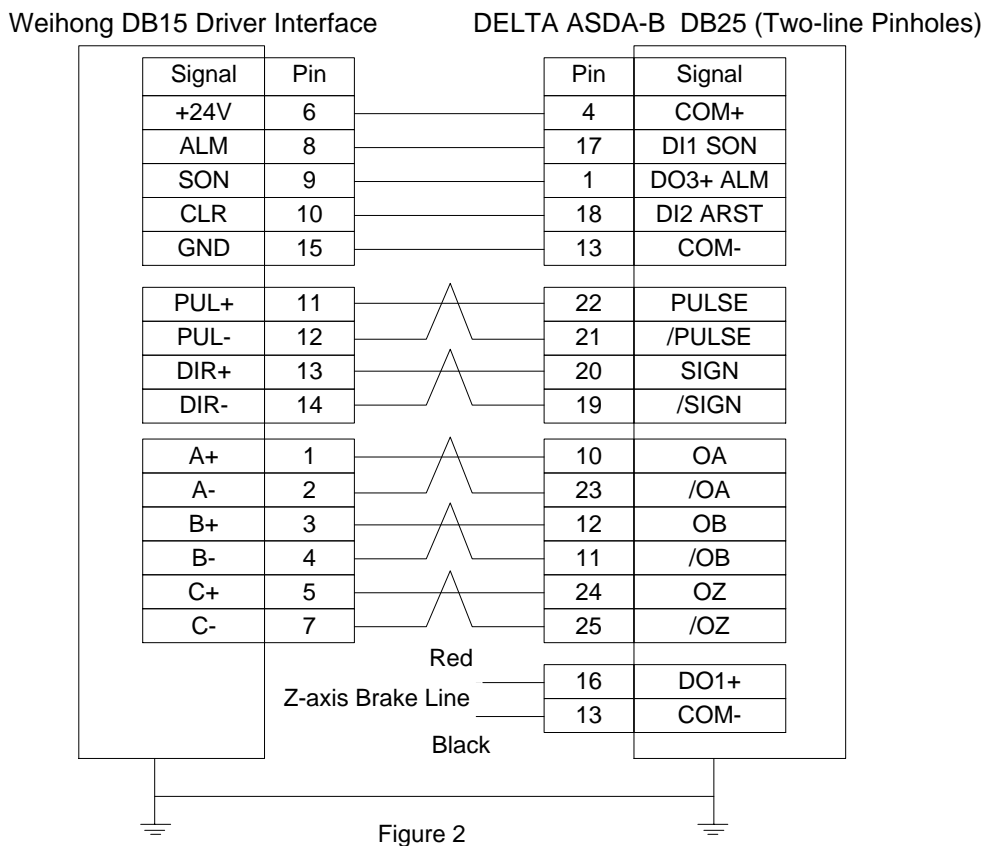 Weihong DB15 Driver Interface DELTA ASDA-B DB25 (Two-line Pinholes)
Signal Pin Pin Signal
+24V 6 4 COM+
ALM 8 17 DI1 SON
SON 9 1 DO3+ ALM
CLR 10 18 DI2 ARST
GND 15 13 COM-
PUL+ 11 22 PULSE
PUL- 12 21 /PULSE
DIR+ 13 20 SIGN
DIR- 14 19 /SIGN
A+ 1 10 OA
A- 2 23 /OA
B+ 3 12 OB
B- 4 11 /OB
C+ 5 24 OZ
C- 7 25 /OZ
Red
16 DO1+
Z-axis Brake Line
13 COM-
Black
Figure 2